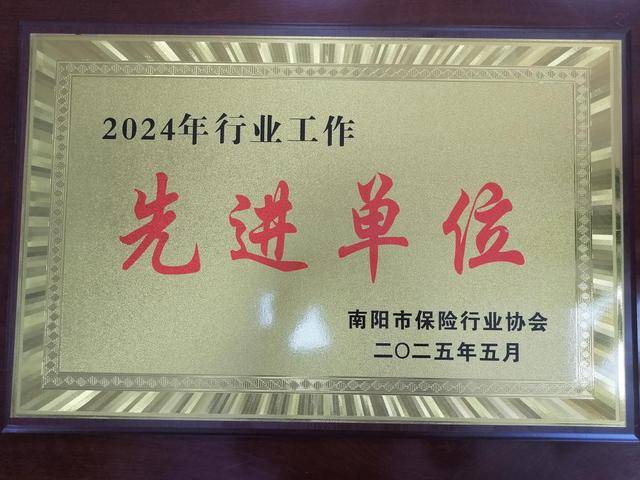 2024年行业工作
先进单位
南阳市保险行业协会
二〇二五年五月